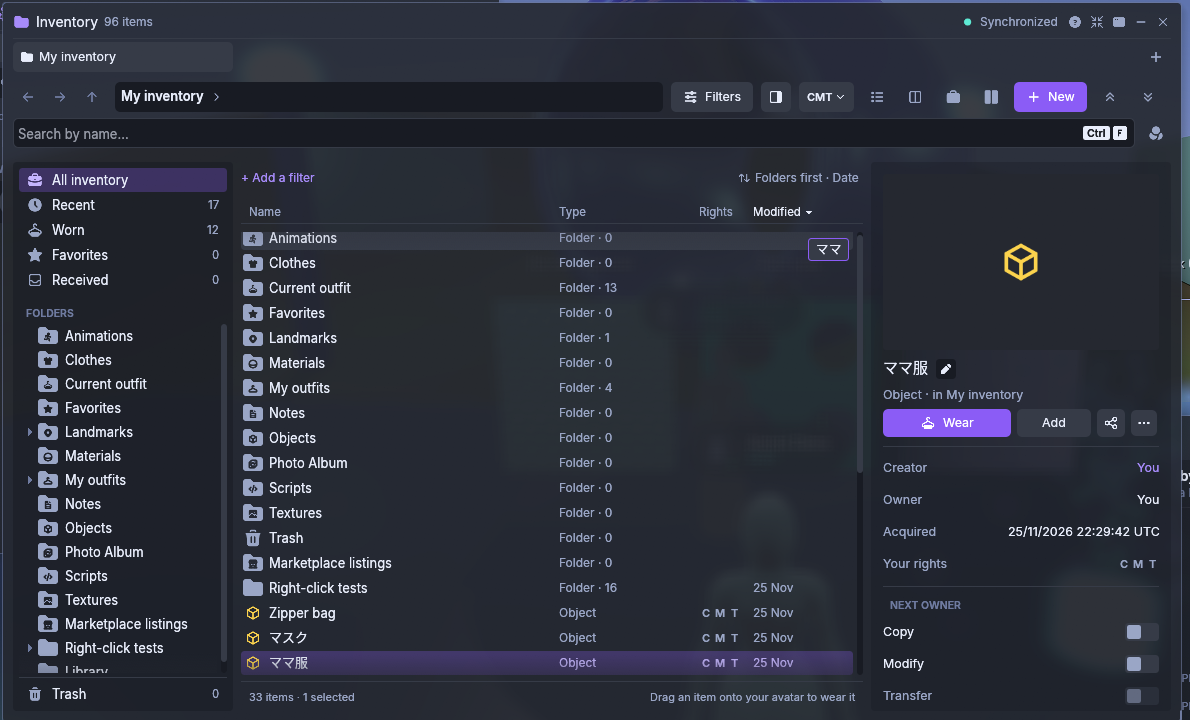 Inventory 96 items
Synchronized
My inventory
My inventory
Filters
CMT
New
Search by name...
Ctrl F
All inventory
Recent 17
Worn 12
Favorites 0
Received 0
FOLDERS
Animations
Clothes
Current outfit
Favorites
Landmarks
Materials
My outfits
Notes
Objects
Photo Album
Scripts
Textures
Marketplace listings
Right-click tests
Library
Trash 0
+ Add a filter
Folders first · Date
Name Type Rights Modified
Animations Folder · 0
ママ
Clothes Folder · 0
Current outfit Folder · 13
Favorites Folder · 0
Landmarks Folder · 1
Materials Folder · 0
My outfits Folder · 4
Notes Folder · 0
Objects Folder · 0
Photo Album Folder · 0
Scripts Folder · 0
Textures Folder · 0
Trash Folder · 0
Marketplace listings Folder · 0
Right-click tests Folder · 16 25 Nov
Zipper bag Object C M T 25 Nov
マスク Object C M T 25 Nov
ママ服 Object C M T 25 Nov
33 items · 1 selected
Drag an item onto your avatar to wear it
ママ服
Object · in My inventory
Wear
Add
Creator You
Owner You
Acquired 25/11/2026 22:29:42 UTC
Your rights C M T
NEXT OWNER
Copy
Modify
Transfer